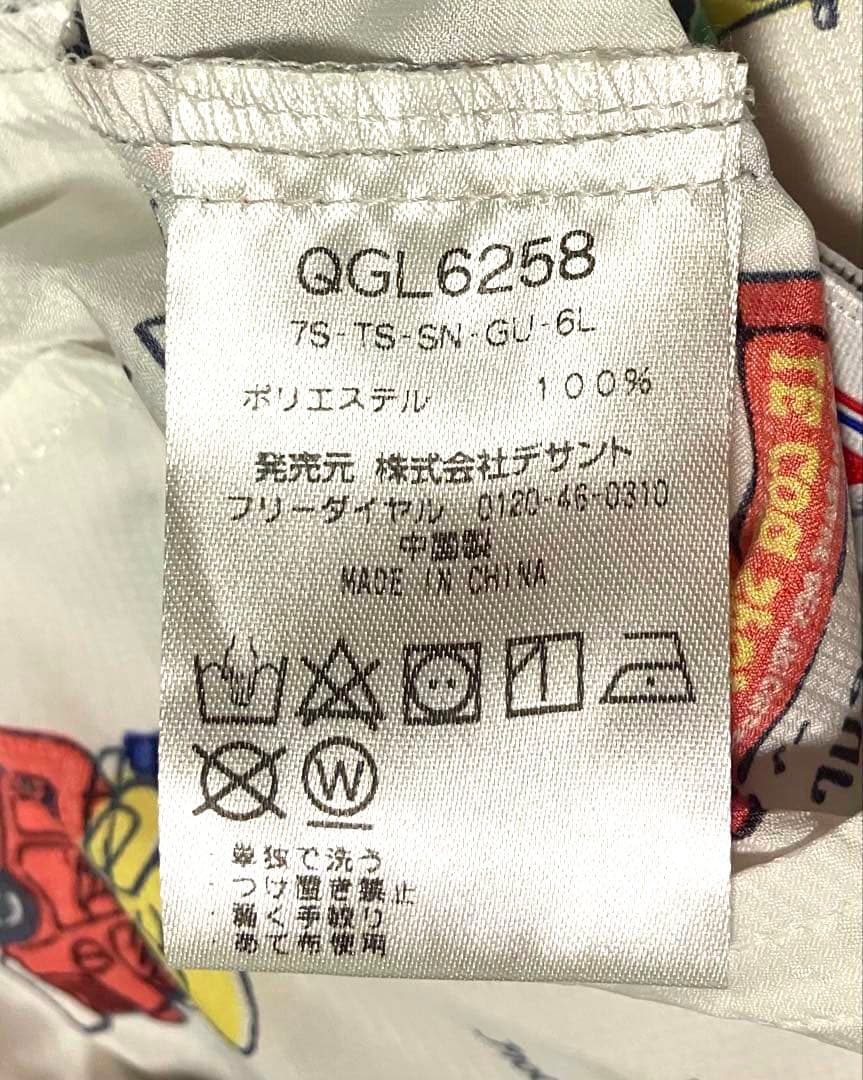 QGL6258
7S-TS-SN-GU-6L
ポリエステル 100%
発売元 株式会社デサント
フリーダイヤル 0120-46-0310
中国製
MADE IN CHINA
W
・単独で洗う
・つけ置き禁止
・軽く手絞り
・あて布使用
LE COQ